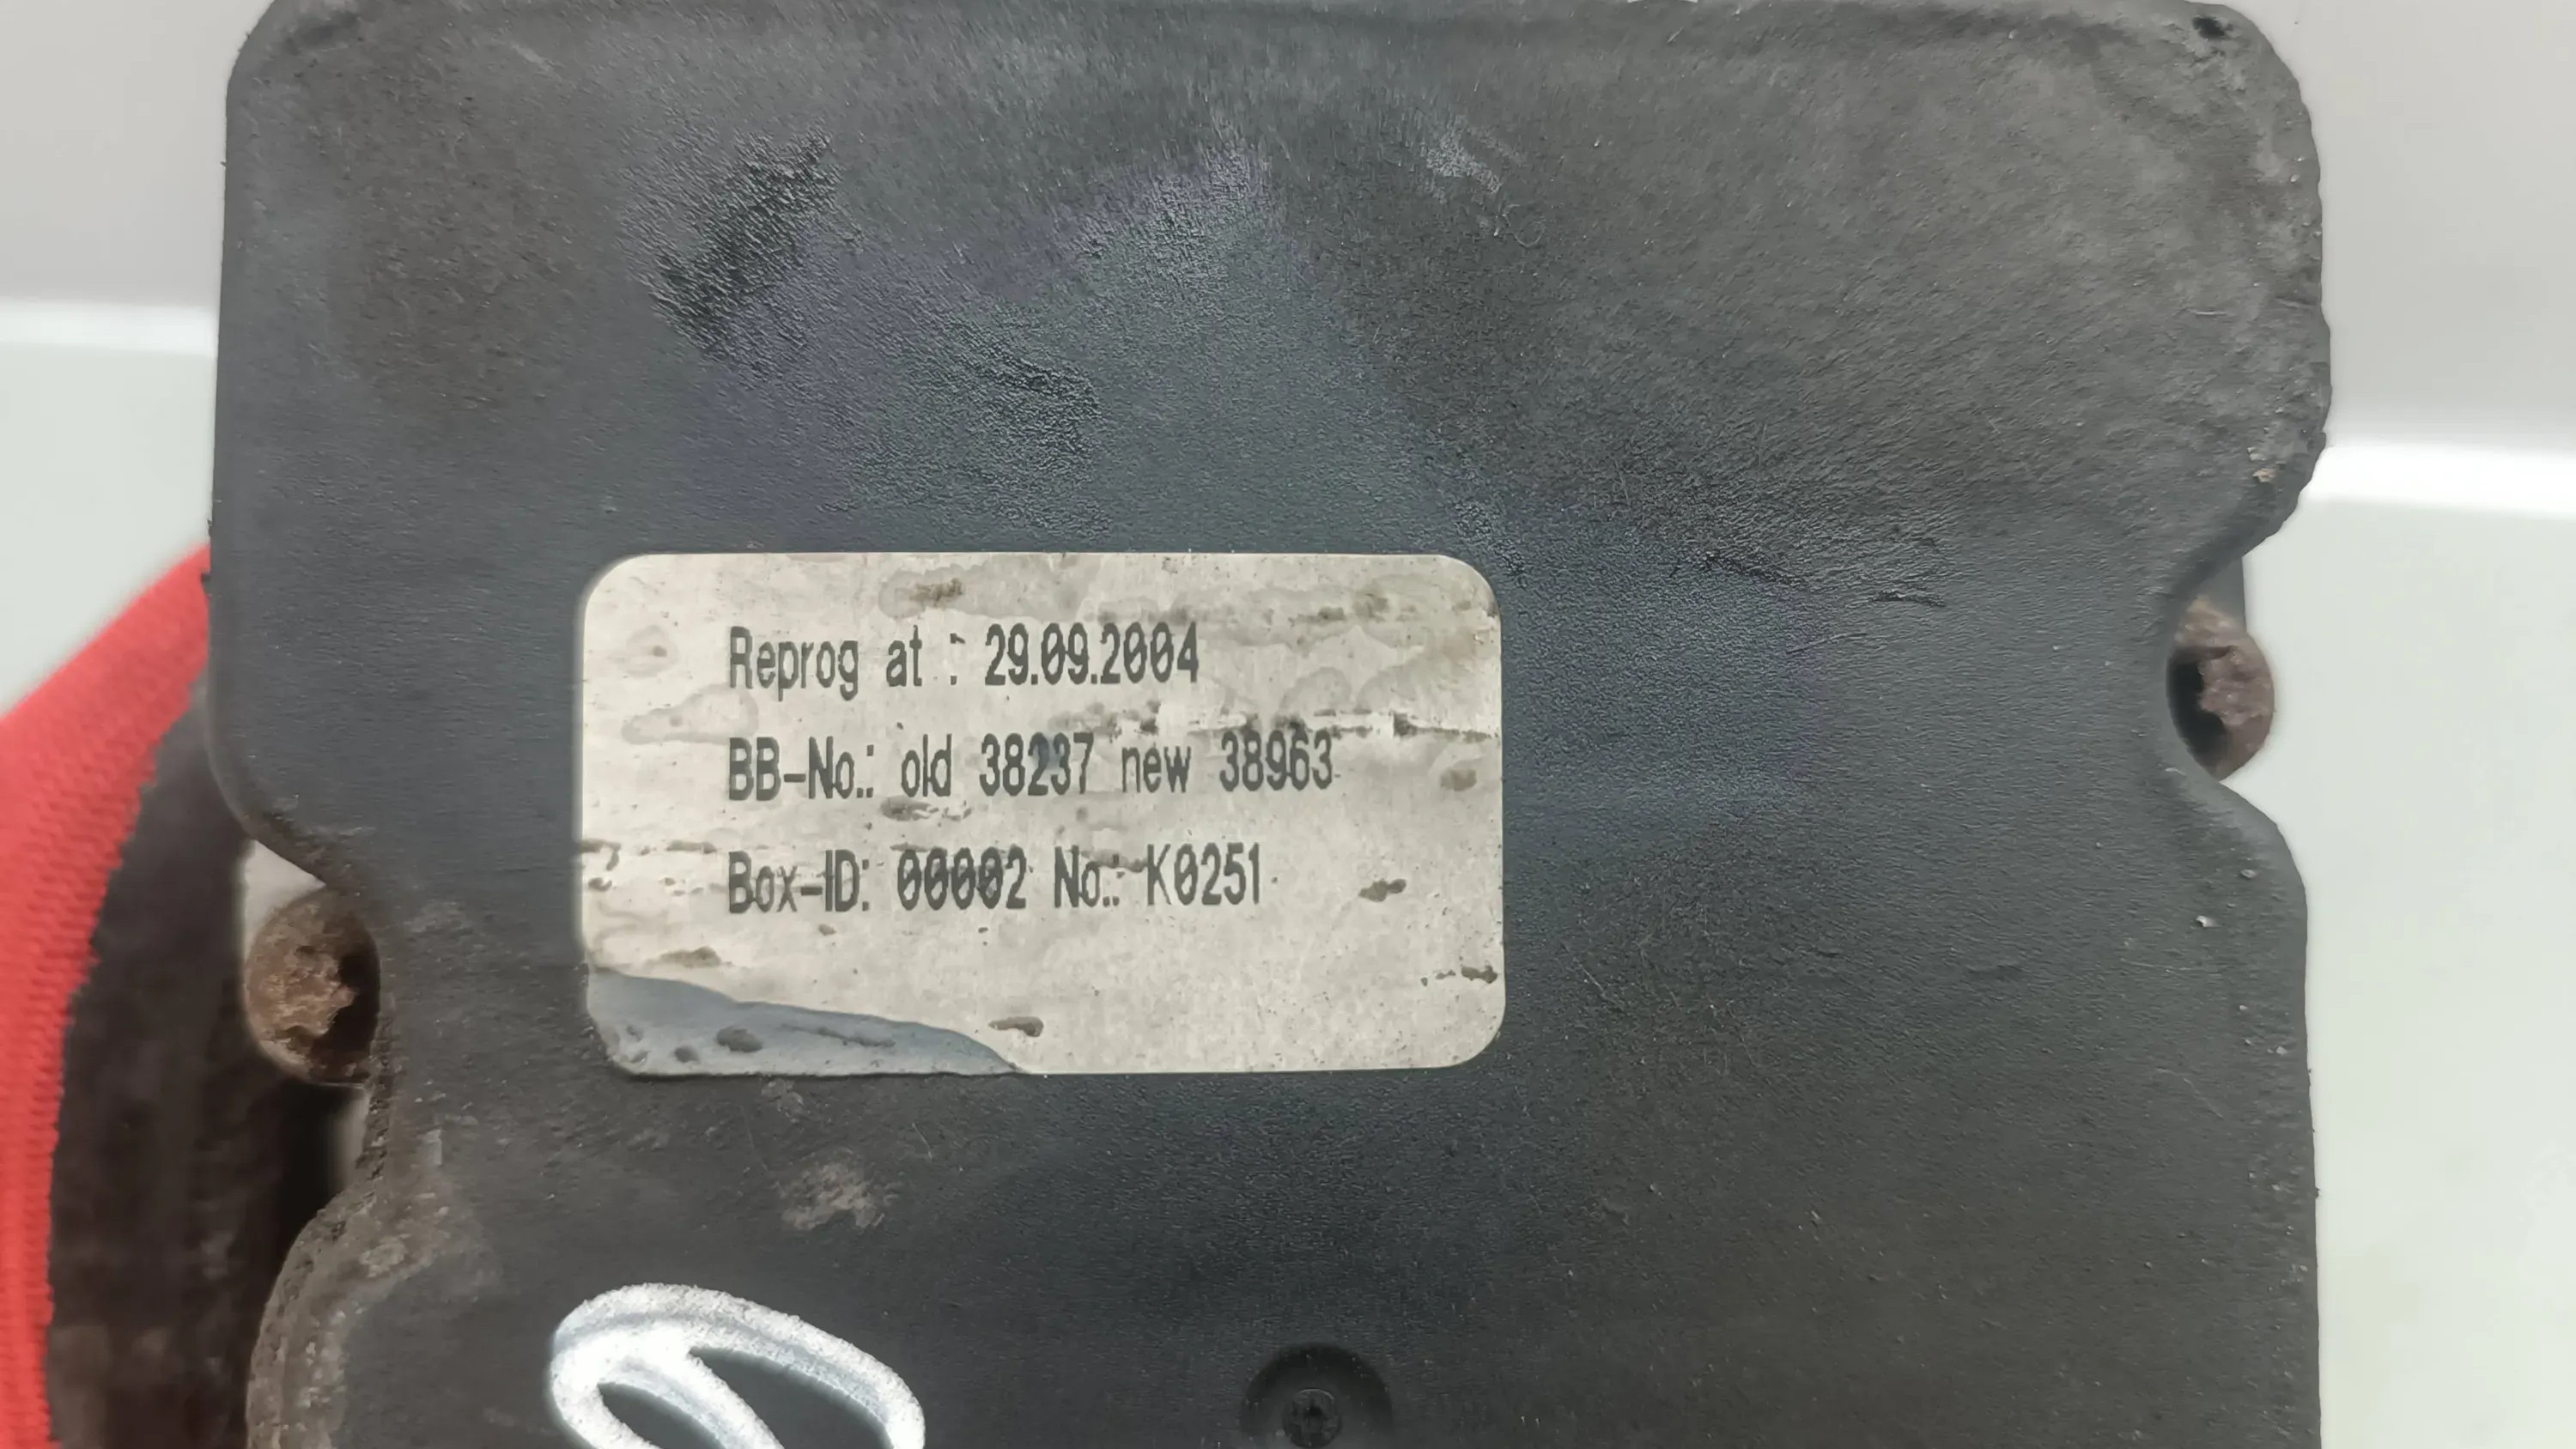 Reprog at : 29.09.2004
BB-No.: old 38237 new 38963
Box-ID: 00002 No.: K0251